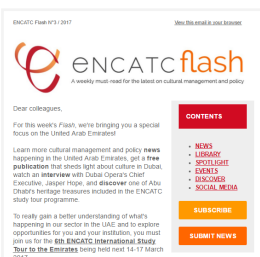 ENCATC Flash N°3 / 2017
View this email in your browser
encatcflash
A weekly must-read for the latest on cultural management and policy
Dear colleagues,
For this week's Flash, we're bringing you a special
focus on the United Arab Emirates!
Learn more cultural management and policy news
happening in the United Arab Emirates, get a free
publication that sheds light about culture in Dubai,
watch an interview with Dubai Opera's Chief
Executive, Jasper Hope, and discover one of Abu
Dhabi's heritage treasures included in the ENCATC
study tour programme.
To really gain a better understanding of what's
happening in our sector in the UAE and to explore
opportunities for you and your institution, you must
join us for the 6th ENCATC International Study
Tour to the Emirates being held next 14-17 March
2017.
CONTENTS
NEWS
LIBRARY
SPOTLIGHT
EVENTS
DISCOVER
SOCIAL MEDIA
SUBSCRIBE
SUBMIT NEWS